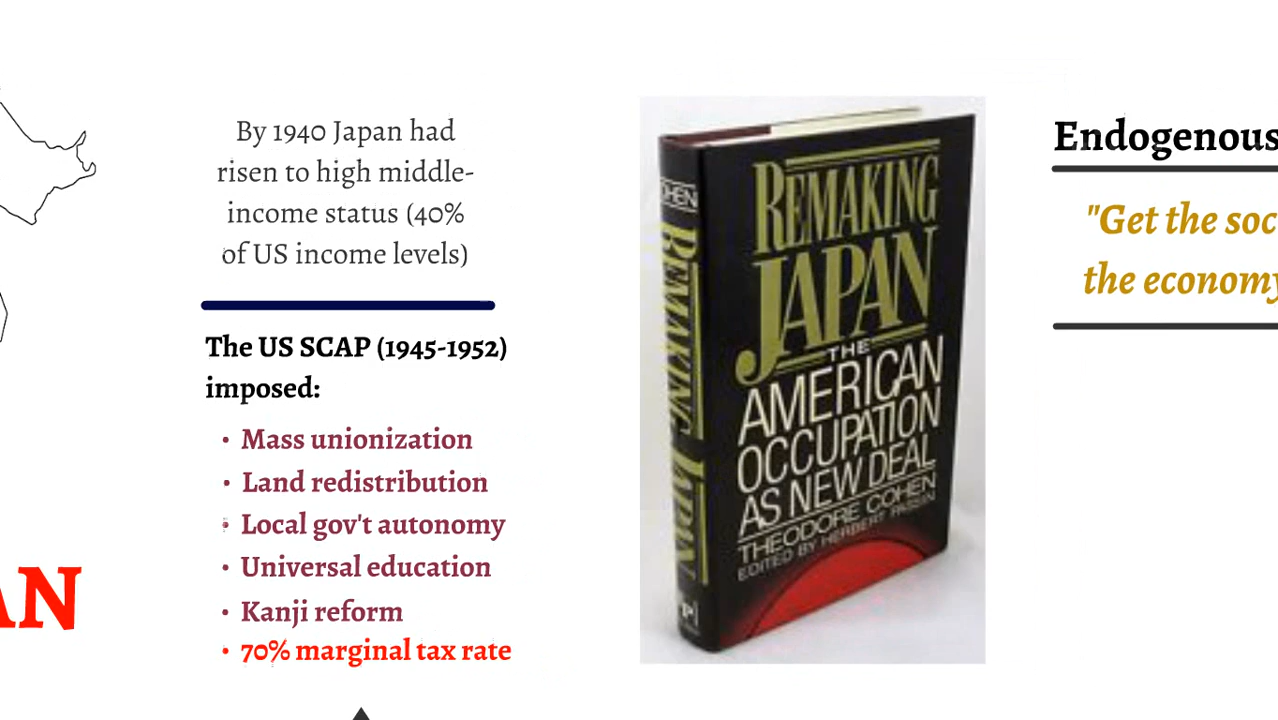 By 1940 Japan had
risen to high middle-
income status (40%
of US income levels)
The US SCAP (1945-1952)
imposed:
• Mass unionization
• Land redistribution
• Local gov't autonomy
• Universal education
• Kanji reform
• 70% marginal tax rate
AN
COHEN
REMAKING JAPAN
REMAKING
JAPAN
THE
AMERICAN
OCCUPATION
AS NEW DEAL
THEODORE COHEN
EDITED BY HERBERT PASSIN
Endogenous
"Get the soc
the economy